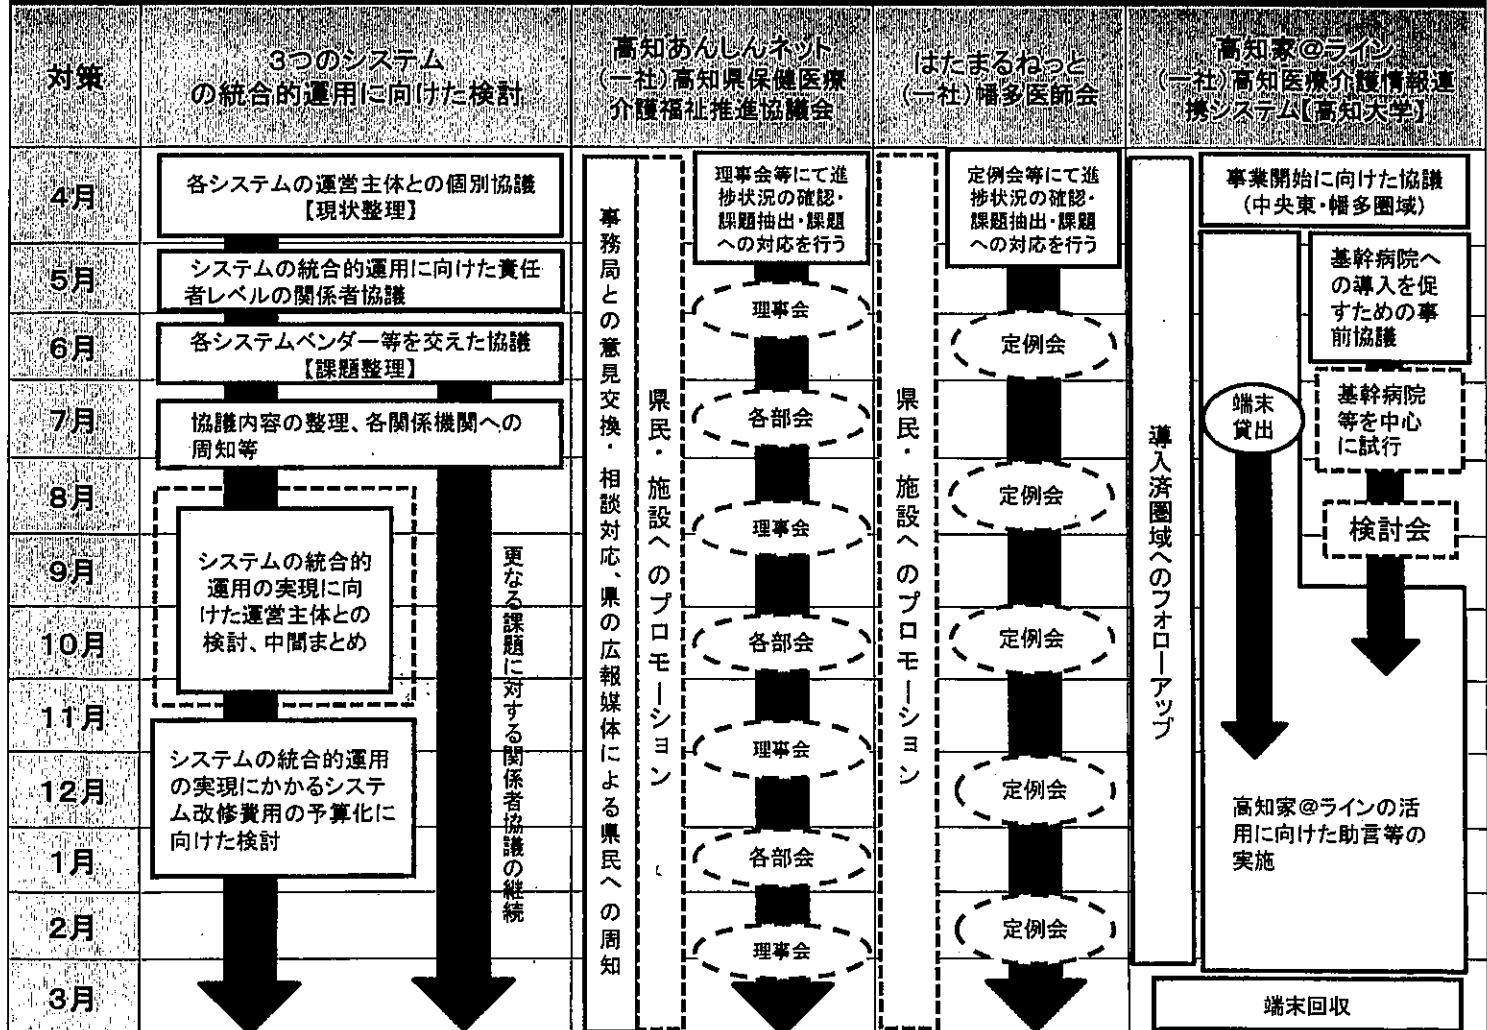 対策
3つのシステム
の統合的運用に向けた検討
高知あんしんネット
(一社)高知県保健医療
介護福祉推進協議会
はたまるねっと
(一社)幡多医師会
高知家@ライン
(一社)高知医療介護情報連
携システム【高知大学】
4月
5月
6月
7月
8月
9月
10月
11月
12月
1月
2月
3月
各システムの運営主体との個別協議
【現状整理】
システムの統合的運用に向けた責任
者レベルの関係者協議
各システムベンダー等を交えた協議
【課題整理】
協議内容の整理、各関係機関への
周知等
システムの統合的
運用の実現に向
けた運営主体との
検討、中間まとめ
システムの統合的運用
の実現にかかるシステ
ム改修費用の予算化に
向けた検討
更なる課題に対する関係者協議の継続
事務局との意見交換・相談対応、県の広報媒体による県民への周知
県民・施設へのプロモーション
理事会等にて進
捗状況の確認・
課題抽出・課題
への対応を行う
理事会
各部会
理事会
各部会
理事会
各部会
理事会
県民・施設へのプロモーション
定例会等にて進
捗状況の確認・
課題抽出・課題
への対応を行う
定例会
定例会
定例会
定例会
定例会
導入済圏域へのフォローアップ
事業開始に向けた協議
(中央東・幡多圏域)
基幹病院へ
の導入を促
すための事
前協議
端末
貸出
基幹病院
等を中心
に試行
検討会
高知家@ラインの活
用に向けた助言等の
実施
端末回収